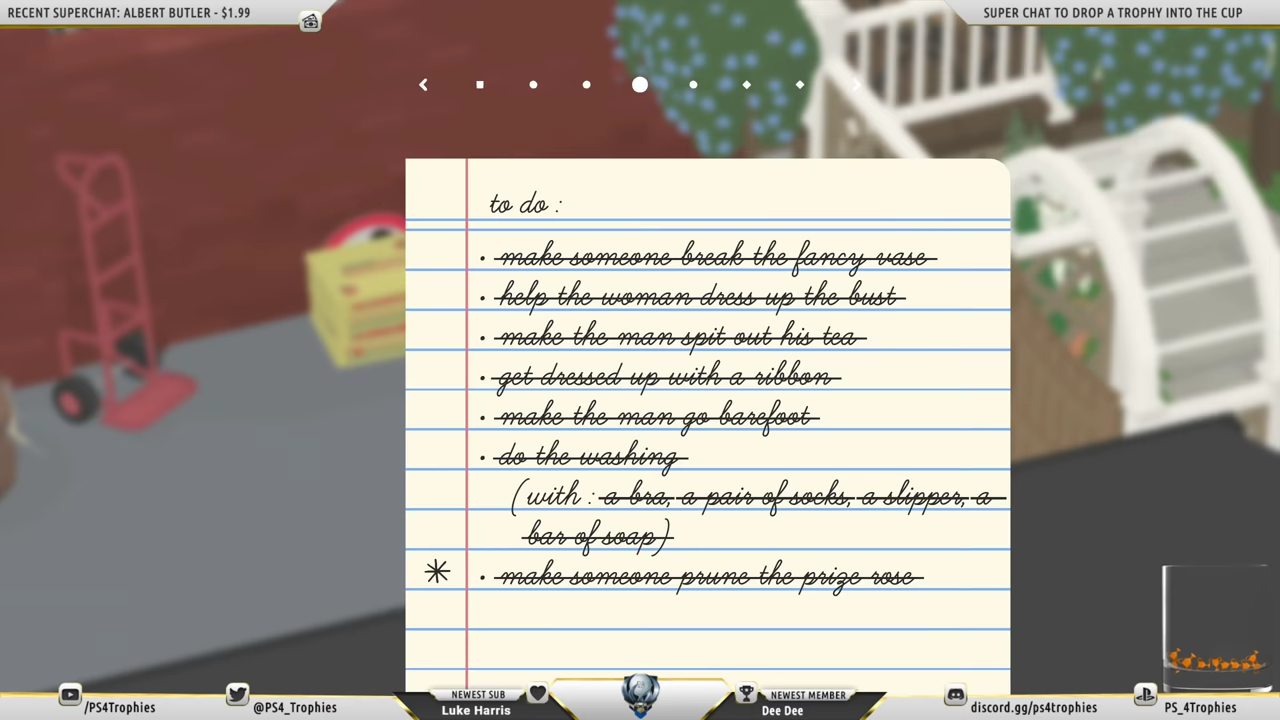 RECENT SUPERCHAT: ALBERT BUTLER - $1.99
SUPER CHAT TO DROP A TROPHY INTO THE CUP
to do :
• make someone break the fancy vase
• help the woman dress up the bust
• make the man spit out his tea
• get dressed up with a ribbon
• make the man go barefoot
• do the washing
(with : a bra, a pair of socks, a slipper, a
bar of soap)
• make someone prune the prize rose
/PS4Trophies
@PS4_Trophies
NEWEST SUB
Luke Harris
NEWEST MEMBER
Dee Dee
discord.gg/ps4trophies
PS_4Trophies